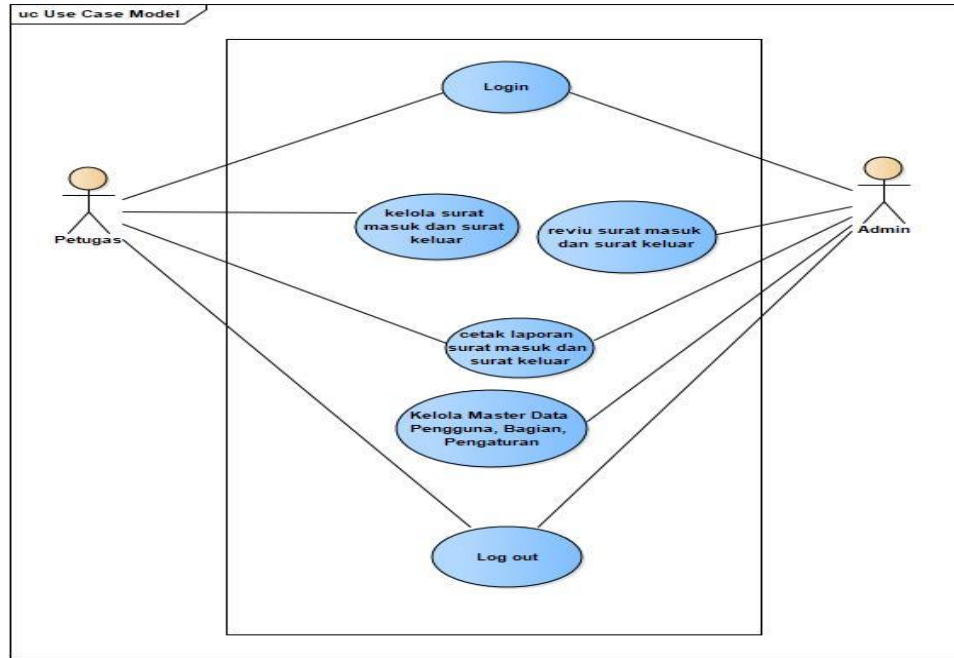 uc Use Case Model
Login
Petugas
kelola surat
masuk dan surat
keluar
reviu surat masuk
dan surat keluar
Admin
cetak laporan
surat masuk dan
surat keluar
Kelola Master Data
Pengguna, Bagian,
Pengaturan
Log out